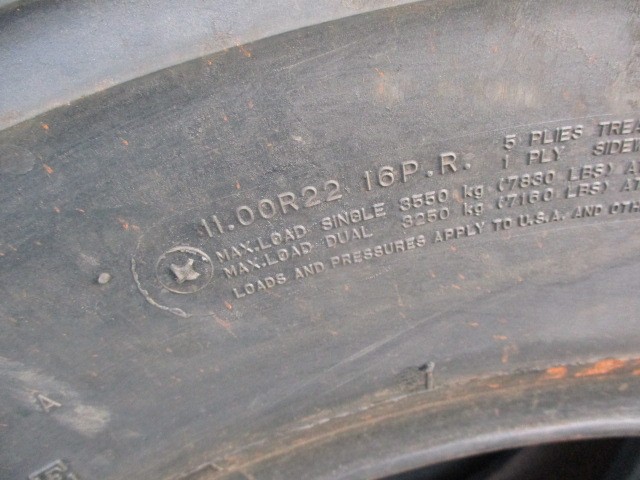 5 PLIES TREA
11.00R22 16P.R. 1 PLY SIDEW
MAX.LOAD SINGLE 3550 kg.(7830 LBS) AT
MAX.LOAD DUAL 3250 kg.(7160 LBS) AT
LOADS AND PRESSURES APPLY TO U.S.A. AND OTH
A
E